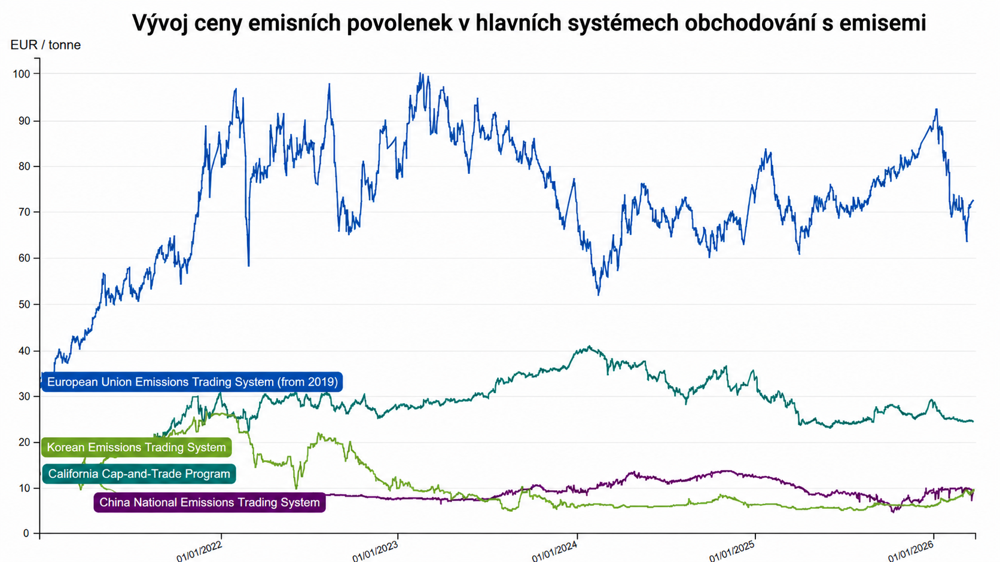 Vývoj ceny emisních povolenek v hlavních systémech obchodování s emisemi
EUR / tonne
100
90
80
70
60
50
40
30
20
10
0
European Union Emissions Trading System (from 2019)
Korean Emissions Trading System
California Cap-and-Trade Program
China National Emissions Trading System
01/01/2022
01/01/2023
01/01/2024
01/01/2025
01/01/2026